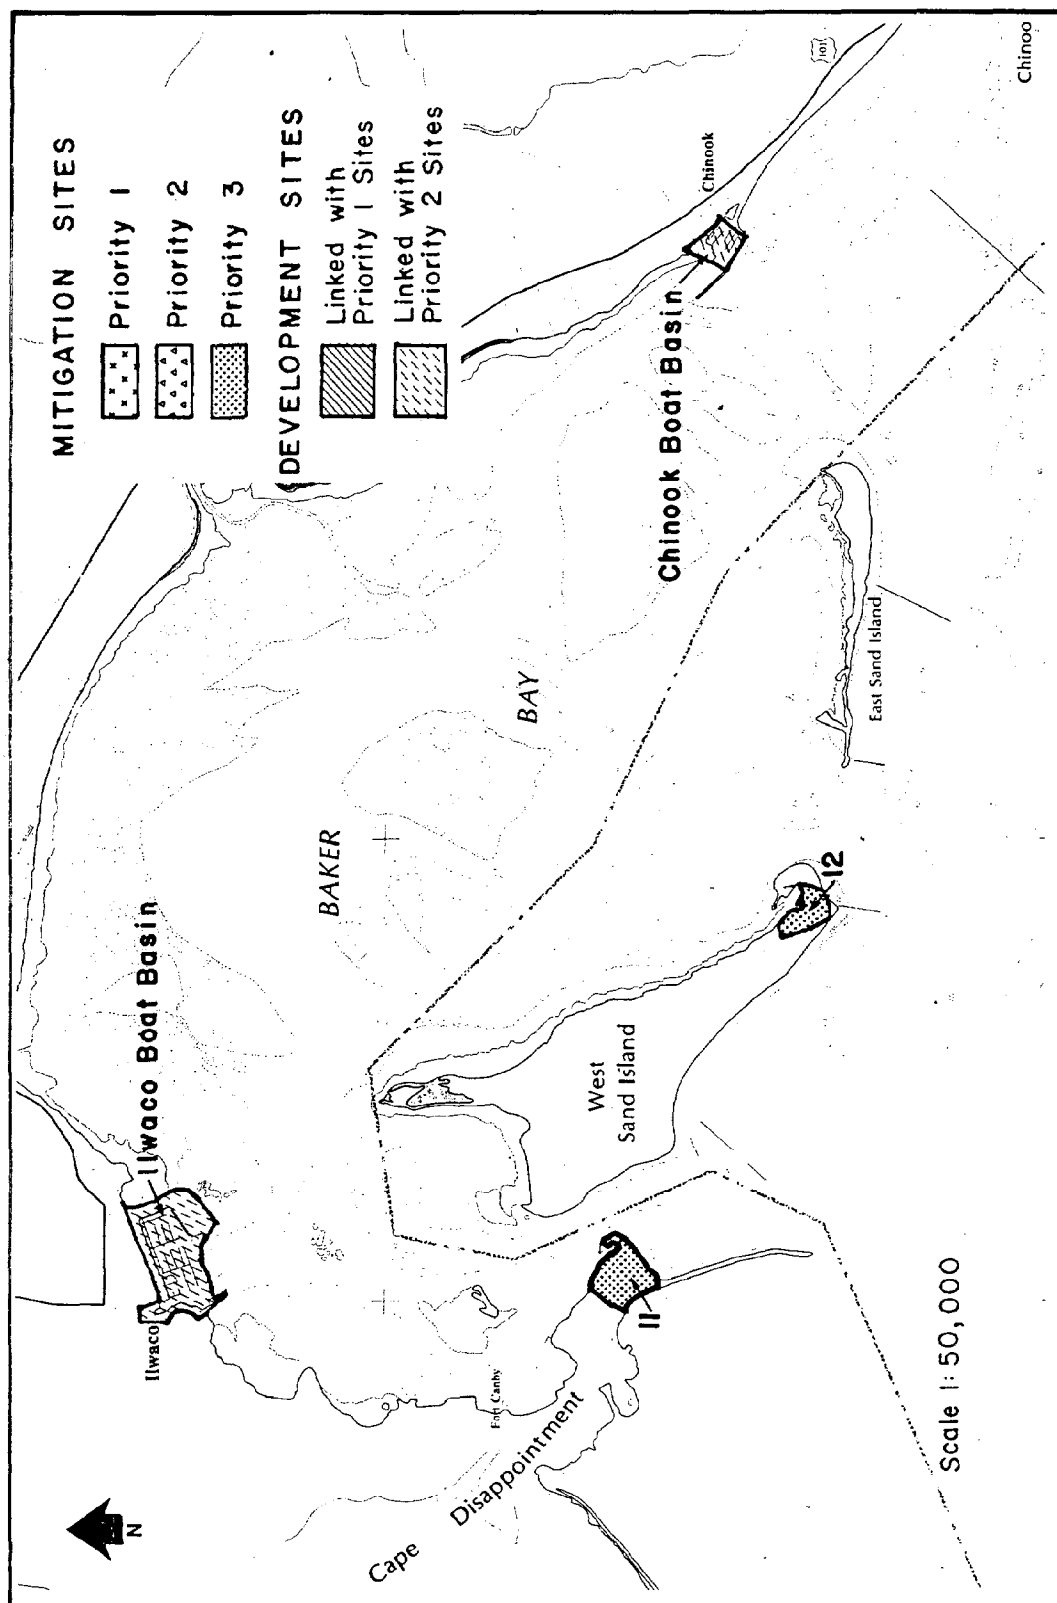 MITIGATION SITES
Priority 1
Priority 2
Priority 3
DEVELOPMENT SITES
Linked with
Priority 1 Sites
Linked with
Priority 2 Sites
N
Ilwaco
Ilwaco Boat Basin
BAKER
BAY
Chinook
101
Chinook Boat Basin
Chinoo
Fort Canby
Cape
Disappointment
11
West
Sand Island
12
East Sand Island
Scale 1:50,000